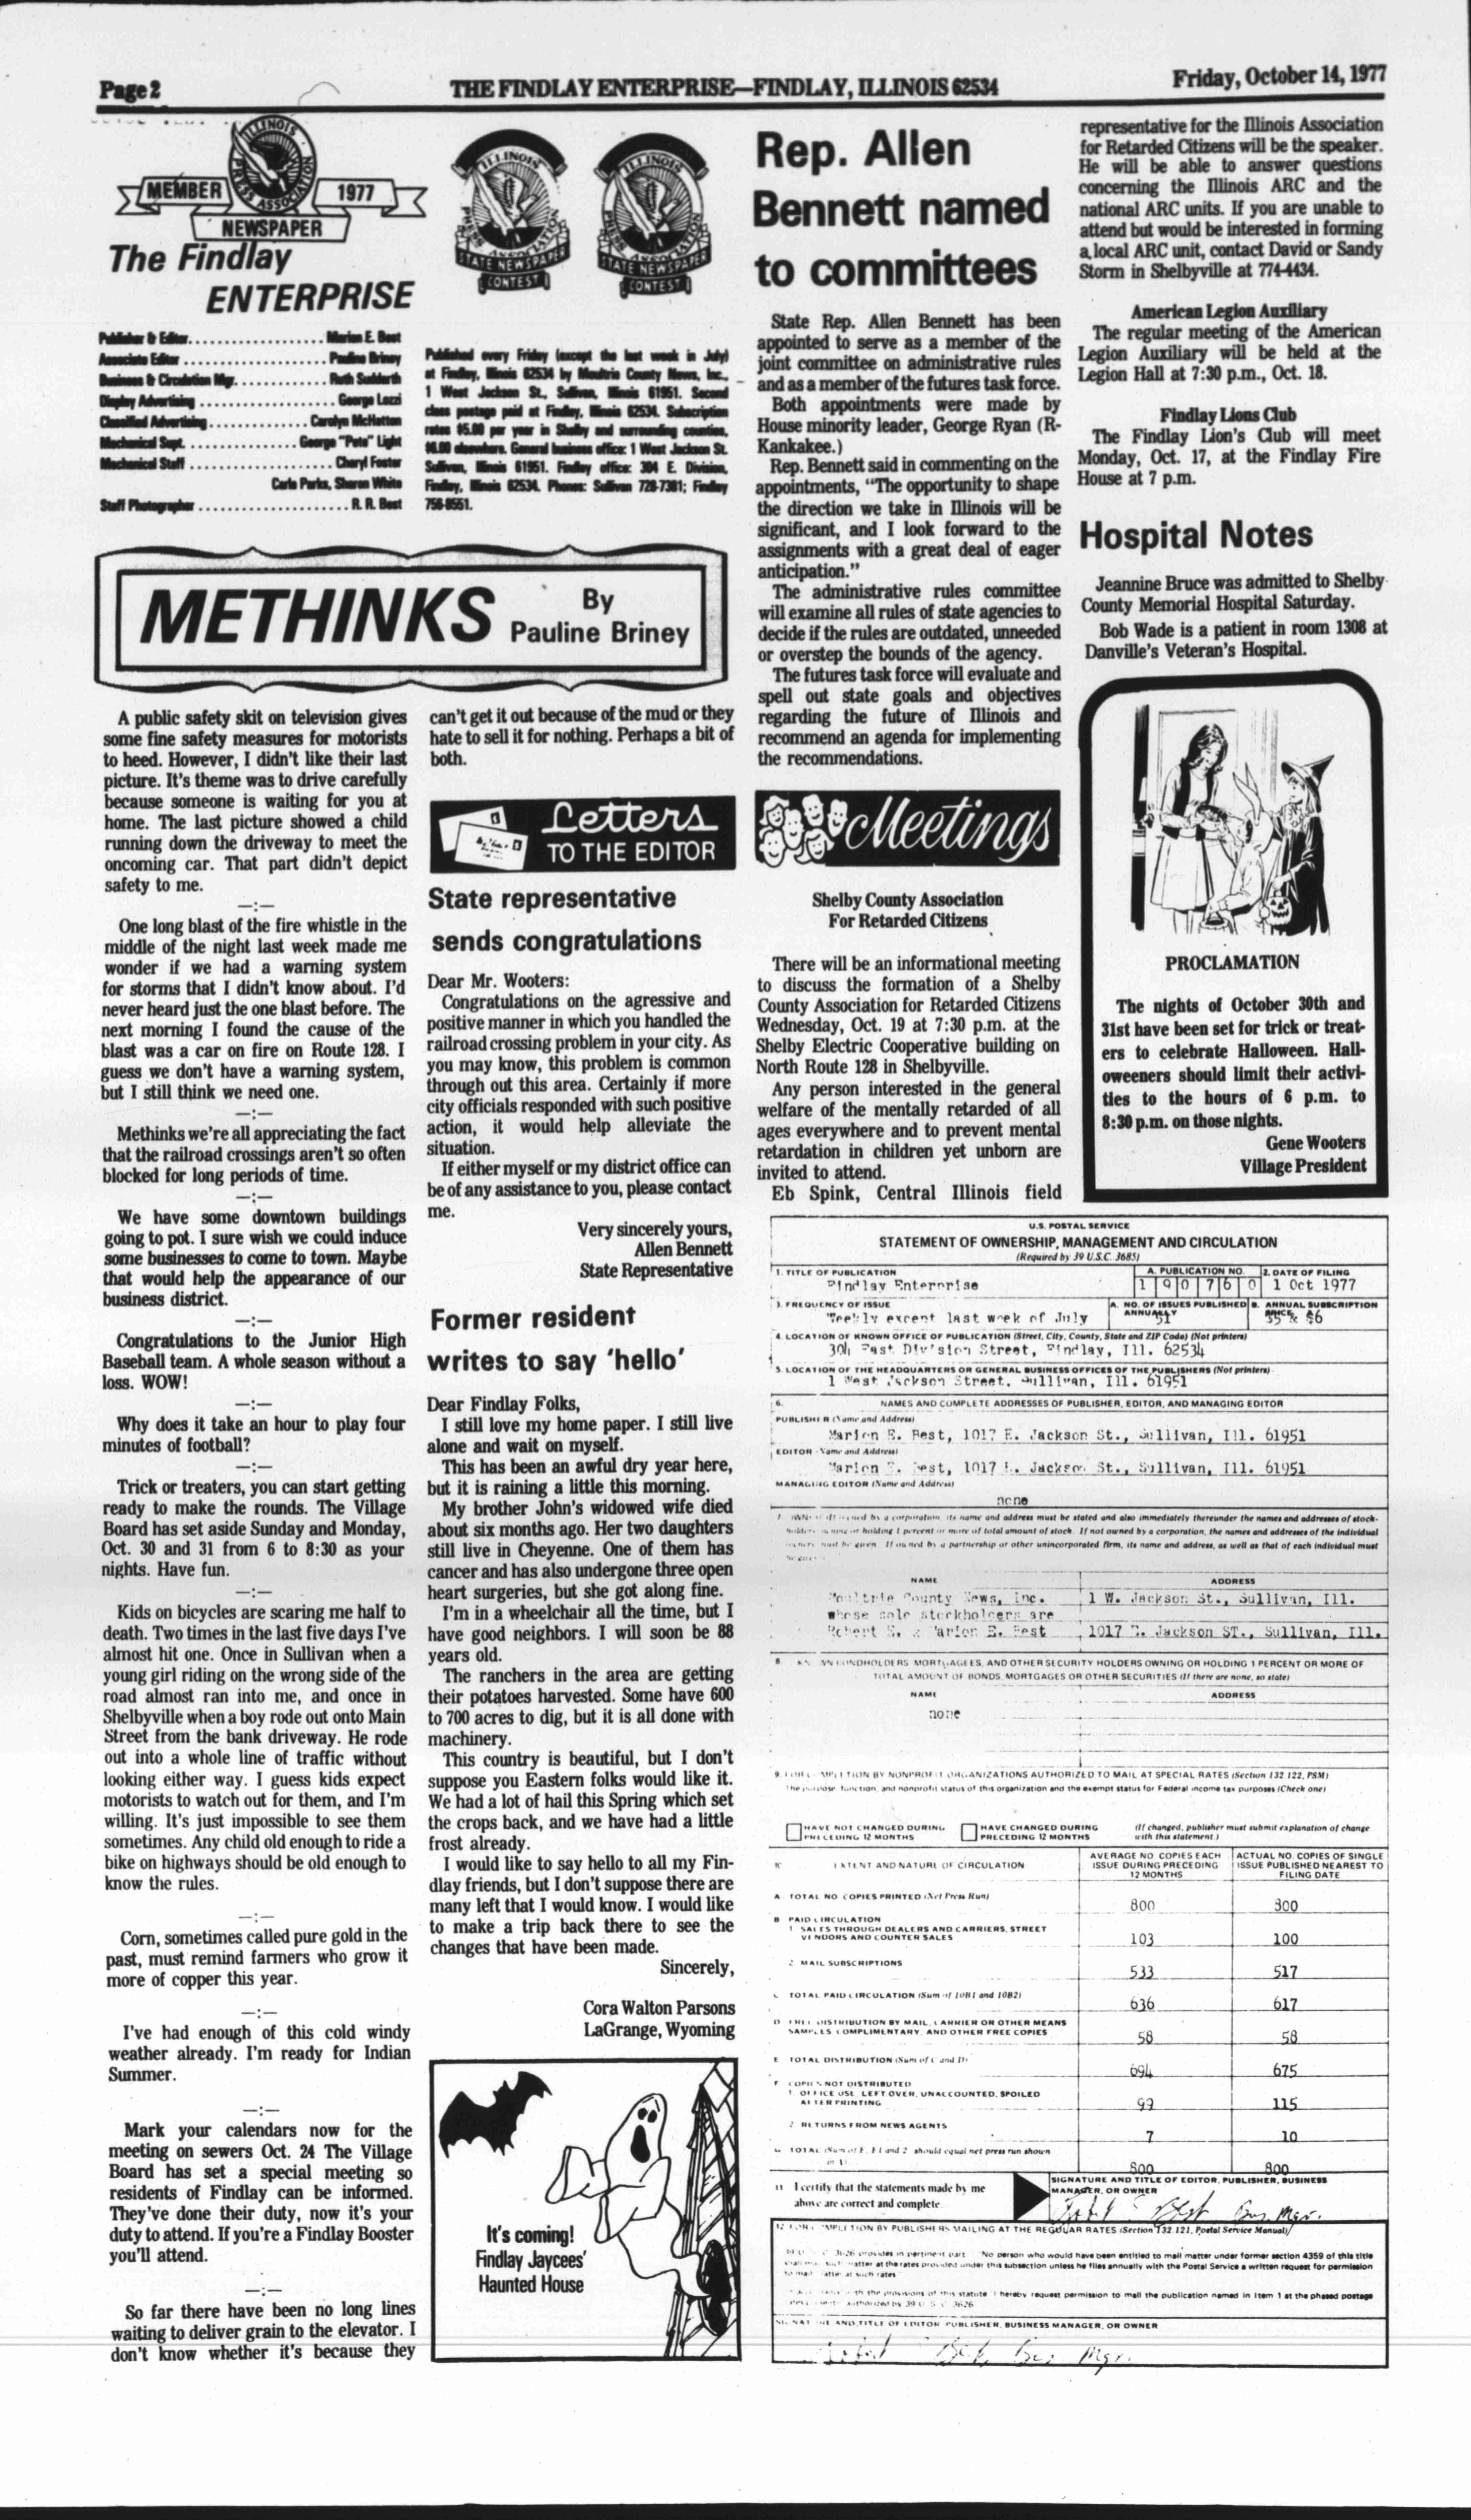 Page 2
THE FINDLAY ENTERPRISE—FINDLAY, ILLINOIS 62534
Friday, October 14, 1977
ILLINOIS
PRESS ASSOCIATION
MEMBER
1977
NEWSPAPER
The Findlay
ENTERPRISE
ILLINOIS
PRESS ASSOCIATION
STATE NEWSPAPER
CONTEST
ILLINOIS
PRESS ASSOCIATION
STATE NEWSPAPER
CONTEST
Publisher & Editor. . . . Marion E. Best
Associate Editor . . . . Pauline Briney
Business & Circulation Mgr. . . . . Ruth Suddarth
Display Advertising . . . . George Lozzi
Classified Advertising . . . . Carolyn McHatton
Mechanical Supt. . . . . George "Pete" Light
Mechanical Staff . . . . Cheryl Foster
Carla Parks, Sharon White
Staff Photographer . . . . R. R. Best
Published every Friday (except the last week in July)
at Findlay, Illinois 62534 by Moultrie County News, Inc.,
1 West Jackson St., Sullivan, Illinois 61951. Second
class postage paid at Findlay, Illinois 62534. Subscription
rates $5.00 per year in Shelby and surrounding counties,
$6.00 elsewhere. General business office: 1 West Jackson St.
Sullivan, Illinois 61951. Findlay office: 304 E. Division,
Findlay, Illinois 62534. Phones: Sullivan 728-7381; Findlay
756-8551.
METHINKS
By
Pauline Briney
A public safety skit on television gives
some fine safety measures for motorists
to heed. However, I didn't like their last
picture. It's theme was to drive carefully
because someone is waiting for you at
home. The last picture showed a child
running down the driveway to meet the
oncoming car. That part didn't depict
safety to me.
—:—
One long blast of the fire whistle in the
middle of the night last week made me
wonder if we had a warning system
for storms that I didn't know about. I'd
never heard just the one blast before. The
next morning I found the cause of the
blast was a car on fire on Route 128. I
guess we don't have a warning system,
but I still think we need one.
—:—
Methinks we're all appreciating the fact
that the railroad crossings aren't so often
blocked for long periods of time.
—:—
We have some downtown buildings
going to pot. I sure wish we could induce
some businesses to come to town. Maybe
that would help the appearance of our
business district.
—:—
Congratulations to the Junior High
Baseball team. A whole season without a
loss. WOW!
—:—
Why does it take an hour to play four
minutes of football?
—:—
Trick or treaters, you can start getting
ready to make the rounds. The Village
Board has set aside Sunday and Monday,
Oct. 30 and 31 from 6 to 8:30 as your
nights. Have fun.
—:—
Kids on bicycles are scaring me half to
death. Two times in the last five days I've
almost hit one. Once in Sullivan when a
young girl riding on the wrong side of the
road almost ran into me, and once in
Shelbyville when a boy rode out onto Main
Street from the bank driveway. He rode
out into a whole line of traffic without
looking either way. I guess kids expect
motorists to watch out for them, and I'm
willing. It's just impossible to see them
sometimes. Any child old enough to ride a
bike on highways should be old enough to
know the rules.
—:—
Corn, sometimes called pure gold in the
past, must remind farmers who grow it
more of copper this year.
—:—
I've had enough of this cold windy
weather already. I'm ready for Indian
Summer.
—:—
Mark your calendars now for the
meeting on sewers Oct. 24 The Village
Board has set a special meeting so
residents of Findlay can be informed.
They've done their duty, now it's your
duty to attend. If you're a Findlay Booster
you'll attend.
—:—
So far there have been no long lines
waiting to deliver grain to the elevator. I
don't know whether it's because they
can't get it out because of the mud or they
hate to sell it for nothing. Perhaps a bit of
both.
Letters
TO THE EDITOR
State representative
sends congratulations
Dear Mr. Wooters:
Congratulations on the agressive and
positive manner in which you handled the
railroad crossing problem in your city. As
you may know, this problem is common
through out this area. Certainly if more
city officials responded with such positive
action, it would help alleviate the
situation.
If either myself or my district office can
be of any assistance to you, please contact
me.
Very sincerely yours,
Allen Bennett
State Representative
Former resident
writes to say 'hello'
Dear Findlay Folks,
I still love my home paper. I still live
alone and wait on myself.
This has been an awful dry year here,
but it is raining a little this morning.
My brother John's widowed wife died
about six months ago. Her two daughters
still live in Cheyenne. One of them has
cancer and has also undergone three open
heart surgeries, but she got along fine.
I'm in a wheelchair all the time, but I
have good neighbors. I will soon be 88
years old.
The ranchers in the area are getting
their potatoes harvested. Some have 600
to 700 acres to dig, but it is all done with
machinery.
This country is beautiful, but I don't
suppose you Eastern folks would like it.
We had a lot of hail this Spring which set
the crops back, and we have had a little
frost already.
I would like to say hello to all my Fin-
dlay friends, but I don't suppose there are
many left that I would know. I would like
to make a trip back there to see the
changes that have been made.
Sincerely,
Cora Walton Parsons
LaGrange, Wyoming
It's coming!
Findlay Jaycees'
Haunted House
Rep. Allen
Bennett named
to committees
State Rep. Allen Bennett has been
appointed to serve as a member of the
joint committee on administrative rules
and as a member of the futures task force.
Both appointments were made by
House minority leader, George Ryan (R-
Kankakee.)
Rep. Bennett said in commenting on the
appointments, "The opportunity to shape
the direction we take in Illinois will be
significant, and I look forward to the
assignments with a great deal of eager
anticipation."
The administrative rules committee
will examine all rules of state agencies to
decide if the rules are outdated, unneeded
or overstep the bounds of the agency.
The futures task force will evaluate and
spell out state goals and objectives
regarding the future of Illinois and
recommend an agenda for implementing
the recommendations.
Meetings
Shelby County Association
For Retarded Citizens
There will be an informational meeting
to discuss the formation of a Shelby
County Association for Retarded Citizens
Wednesday, Oct. 19 at 7:30 p.m. at the
Shelby Electric Cooperative building on
North Route 128 in Shelbyville.
Any person interested in the general
welfare of the mentally retarded of all
ages everywhere and to prevent mental
retardation in children yet unborn are
invited to attend.
Eb Spink, Central Illinois field
representative for the Illinois Association
for Retarded Citizens will be the speaker.
He will be able to answer questions
concerning the Illinois ARC and the
national ARC units. If you are unable to
attend but would be interested in forming
a local ARC unit, contact David or Sandy
Storm in Shelbyville at 774-4434.
American Legion Auxiliary
The regular meeting of the American
Legion Auxiliary will be held at the
Legion Hall at 7:30 p.m., Oct. 18.
Findlay Lions Club
The Findlay Lion's Club will meet
Monday, Oct. 17, at the Findlay Fire
House at 7 p.m.
Hospital Notes
Jeannine Bruce was admitted to Shelby
County Memorial Hospital Saturday.
Bob Wade is a patient in room 1308 at
Danville's Veteran's Hospital.
PROCLAMATION
The nights of October 30th and
31st have been set for trick or treat-
ers to celebrate Halloween. Hall-
oweeners should limit their activi-
ties to the hours of 6 p.m. to
8:30 p.m. on those nights.
Gene Wooters
Village President
U.S. POSTAL SERVICE
STATEMENT OF OWNERSHIP, MANAGEMENT AND CIRCULATION
(Required by 39 U.S.C. 3685)
1. TITLE OF PUBLICATION
Findlay Enterprise
A. PUBLICATION NO.
1 9 0 7 6 0
2. DATE OF FILING
1 Oct 1977
3. FREQUENCY OF ISSUE
Weekly except last week of July
A. NO. OF ISSUES PUBLISHED ANNUALLY
51
B. ANNUAL SUBSCRIPTION PRICE
$5 & $6
4. LOCATION OF KNOWN OFFICE OF PUBLICATION (Street, City, County, State and ZIP Code) (Not printers)
304 East Division Street, Findlay, Ill. 62534
5. LOCATION OF THE HEADQUARTERS OR GENERAL BUSINESS OFFICES OF THE PUBLISHERS (Not printers)
1 West Jackson Street, Sullivan, Ill. 61951
6. NAMES AND COMPLETE ADDRESSES OF PUBLISHER, EDITOR, AND MANAGING EDITOR
PUBLISHER (Name and Address)
Marion E. Best, 1017 E. Jackson St., Sullivan, Ill. 61951
EDITOR (Name and Address)
Marion E. Best, 1017 E. Jackson St., Sullivan, Ill. 61951
MANAGING EDITOR (Name and Address)
none
7. OWNER (If owned by a corporation, its name and address must be stated and also immediately thereunder the names and addresses of stock-
holders owning or holding 1 percent or more of total amount of stock. If not owned by a corporation, the names and addresses of the individual
owners must be given. If owned by a partnership or other unincorporated firm, its name and address, as well as that of each individual must
be given.)
NAME
ADDRESS
Moultrie County News, Inc.
1 W. Jackson St., Sullivan, Ill.
whose sole stockholders are
Robert R. & Marion E. Best
1017 E. Jackson ST., Sullivan, Ill.
8. KNOWN BONDHOLDERS, MORTGAGEES, AND OTHER SECURITY HOLDERS OWNING OR HOLDING 1 PERCENT OR MORE OF
TOTAL AMOUNT OF BONDS, MORTGAGES OR OTHER SECURITIES (If there are none, so state)
NAME
ADDRESS
none
9. FOR COMPLETION BY NONPROFIT ORGANIZATIONS AUTHORIZED TO MAIL AT SPECIAL RATES (Section 132.122, PSM)
The purpose, function, and nonprofit status of this organization and the exempt status for Federal income tax purposes (Check one)
HAVE NOT CHANGED DURING
PRECEDING 12 MONTHS
HAVE CHANGED DURING
PRECEDING 12 MONTHS
(If changed, publisher must submit explanation of change
with this statement.)
10. EXTENT AND NATURE OF CIRCULATION
AVERAGE NO. COPIES EACH
ISSUE DURING PRECEDING
12 MONTHS
ACTUAL NO. COPIES OF SINGLE
ISSUE PUBLISHED NEAREST TO
FILING DATE
A. TOTAL NO. COPIES PRINTED (Net Press Run)
800
800
B. PAID CIRCULATION
1. SALES THROUGH DEALERS AND CARRIERS, STREET
VENDORS AND COUNTER SALES
103
100
2. MAIL SUBSCRIPTIONS
533
517
C. TOTAL PAID CIRCULATION (Sum of 10B1 and 10B2)
636
617
D. FREE DISTRIBUTION BY MAIL, CARRIER OR OTHER MEANS
SAMPLES, COMPLIMENTARY, AND OTHER FREE COPIES
58
58
E. TOTAL DISTRIBUTION (Sum of C and D)
694
675
F. COPIES NOT DISTRIBUTED
1. OFFICE USE, LEFT OVER, UNACCOUNTED, SPOILED
AFTER PRINTING
99
115
2. RETURNS FROM NEWS AGENTS
7
10
G. TOTAL (Sum of E, F1 and 2 should equal net press run shown
in A)
800
800
11. I certify that the statements made by me
above are correct and complete.
SIGNATURE AND TITLE OF EDITOR, PUBLISHER, BUSINESS
MANAGER, OR OWNER
Best Bus Mgr.
12. FOR COMPLETION BY PUBLISHERS MAILING AT THE REGULAR RATES (Section 132.121, Postal Service Manual)
39 U.S.C. 3626 provides in pertinent part: "No person who would have been entitled to mail matter under former section 4359 of this title
shall mail such matter at the rates provided under this subsection unless he files annually with the Postal Service a written request for permission
to mail matter at such rates."
with the provisions of this statute, I hereby request permission to mail the publication named in Item 1 at the phased postage
authorized by 39 U.S.C. 3626.
SIGNATURE AND TITLE OF EDITOR, PUBLISHER, BUSINESS MANAGER, OR OWNER
Bus Mgr.